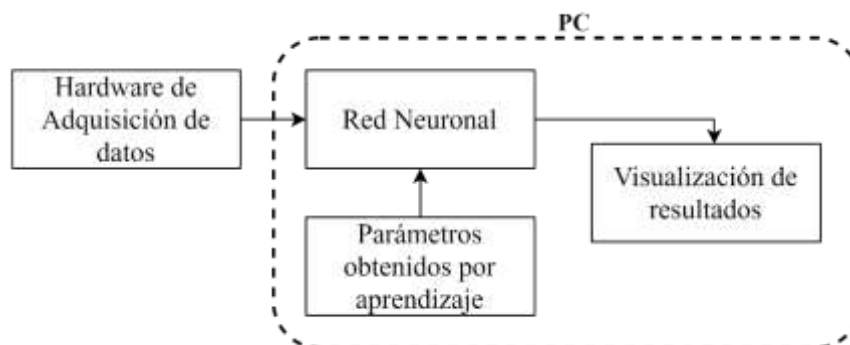 PC
Hardware de
Adquisición de
datos
Red Neuronal
Visualización de
resultados
Parámetros
obtenidos por
aprendizaje